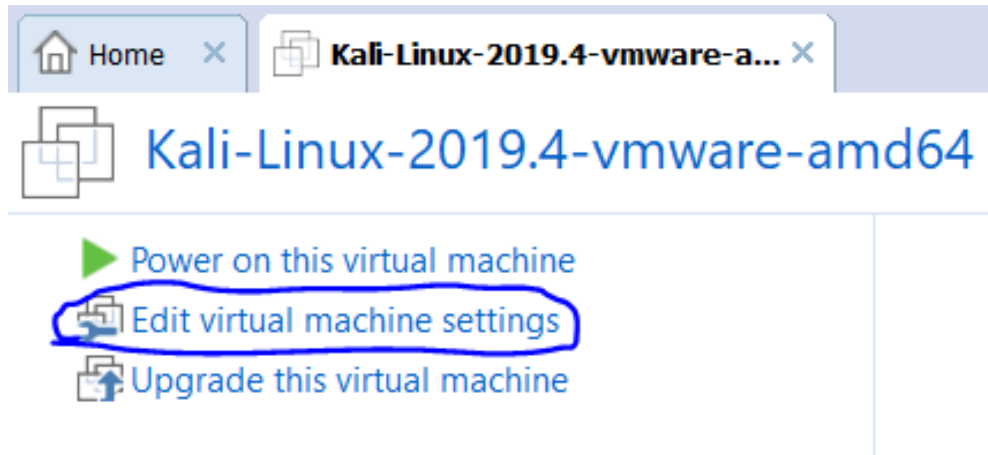 Home
Kali-Linux-2019.4-vmware-a...
Kali-Linux-2019.4-vmware-amd64
Power on this virtual machine
Edit virtual machine settings
Upgrade this virtual machine